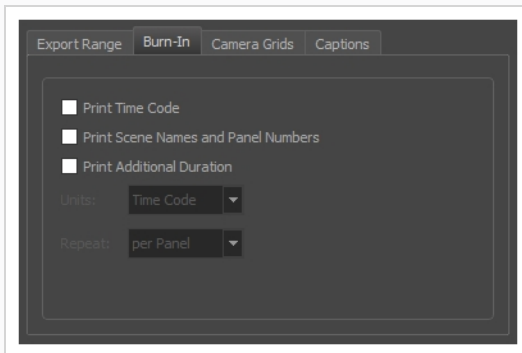 Export Range Burn-In Camera Grids Captions
Print Time Code
Print Scene Names and Panel Numbers
Print Additional Duration
Units: Time Code
Repeat: per Panel